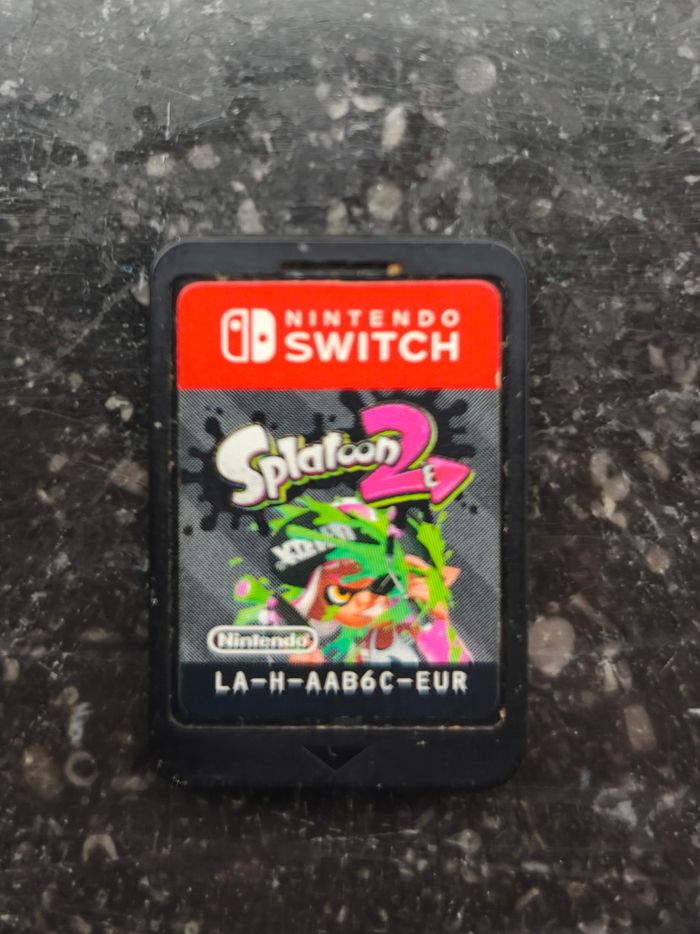 NINTENDO
SWITCH
Splatoon 2
Nintendo
LA-H-AAB6C-EUR